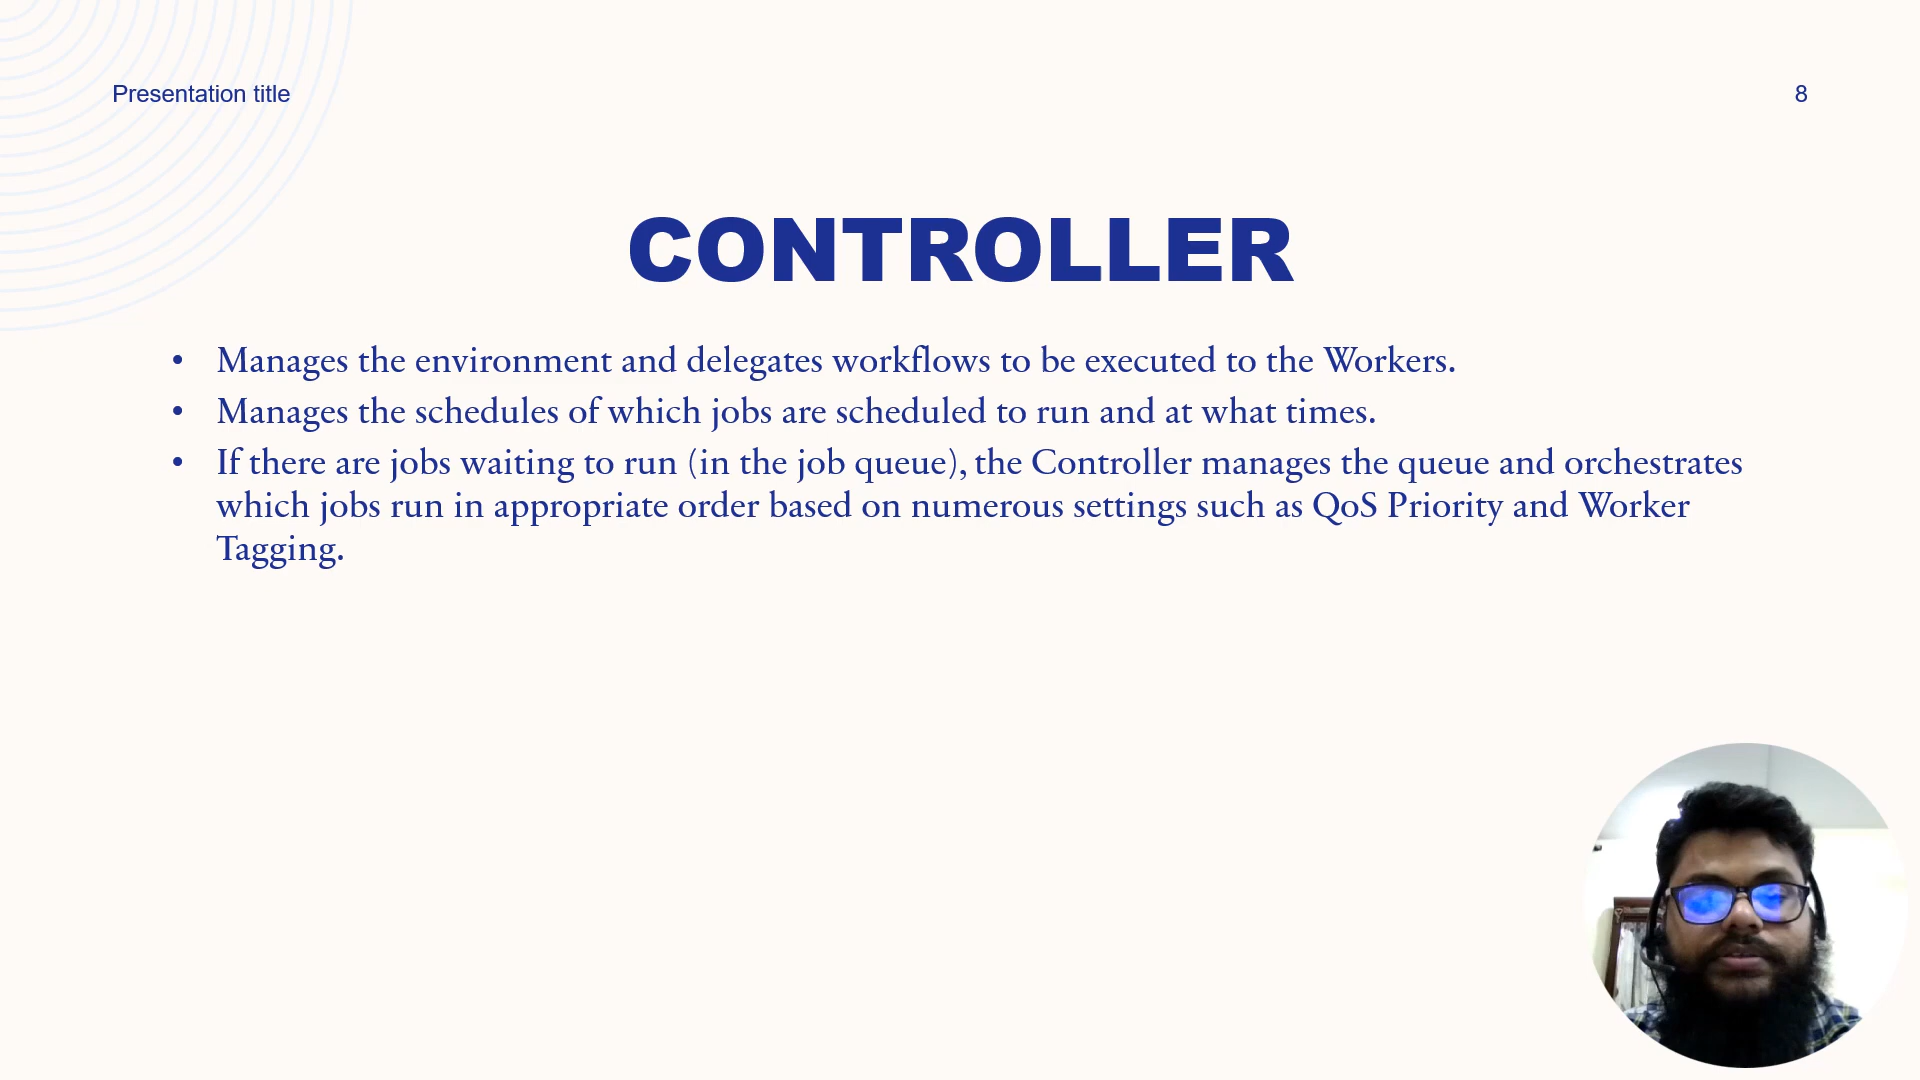 Presentation title
8
CONTROLLER
• Manages the environment and delegates workflows to be executed to the Workers.
• Manages the schedules of which jobs are scheduled to run and at what times.
• If there are jobs waiting to run (in the job queue), the Controller manages the queue and orchestrates
which jobs run in appropriate order based on numerous settings such as QoS Priority and Worker
Tagging.